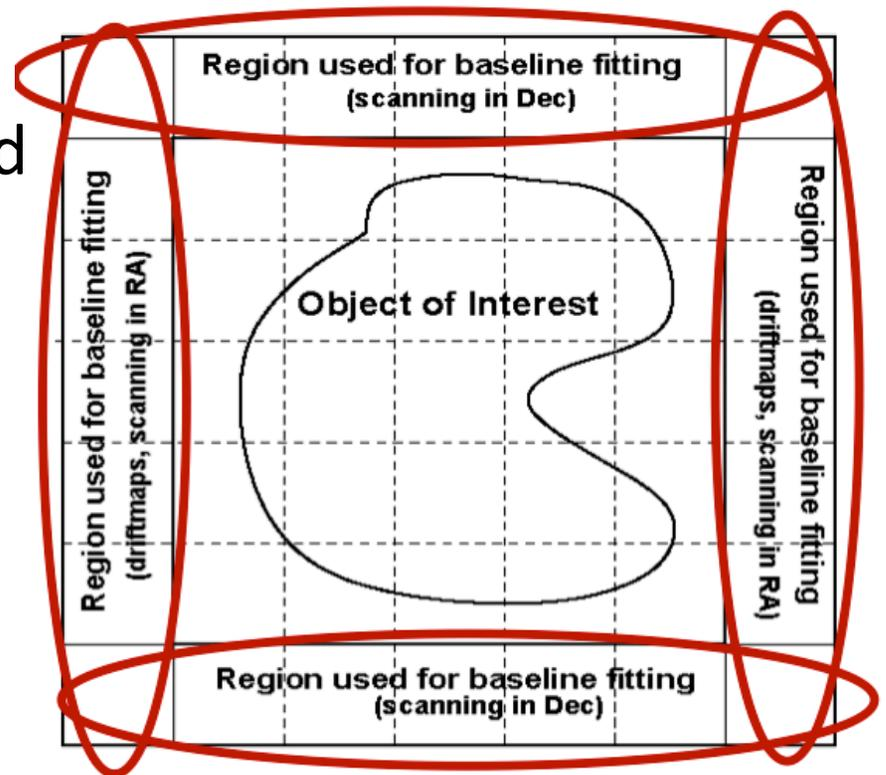 Region used for baseline fitting
(scanning in Dec)
d
Region used for baseline fitting
(driftmaps, scanning in RA)
Object of Interest
Region used for baseline fitting
(driftmaps, scanning in RA)
Region used for baseline fitting
(scanning in Dec)